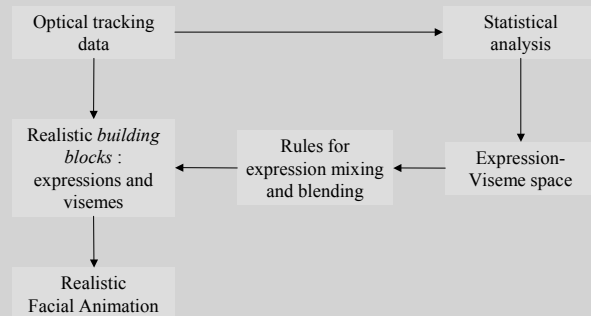 Optical tracking
data
Statistical
analysis
Realistic building
blocks :
expressions and
visemes
Rules for
expression mixing
and blending
Expression-
Viseme space
Realistic
Facial Animation